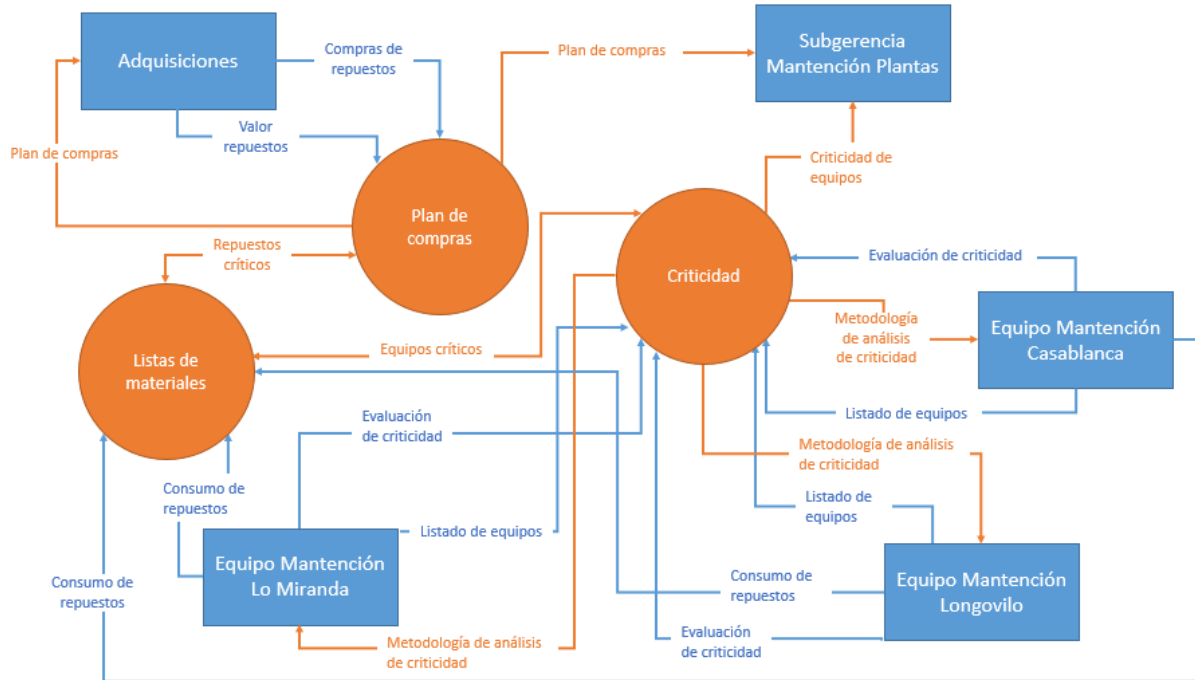 Adquisiciones
Compras de
repuestos
Plan de compras
Subgerencia
Mantención Plantas
Valor
repuestos
Plan de compras
Criticidad de
equipos
Plan de
compras
Repuestos
críticos
Criticidad
Evaluación de criticidad
Metodología
de análisis
de criticidad
Equipo Mantención
Casablanca
Listas de
materiales
Equipos críticos
Listado de equipos
Evaluación
de criticidad
Metodología de análisis
de criticidad
Consumo de
repuestos
Listado de equipos
Listado de
equipos
Equipo Mantención
Lo Miranda
Consumo de
repuestos
Consumo de
repuestos
Equipo Mantención
Longovilo
Metodología de análisis
de criticidad
Evaluación
de criticidad